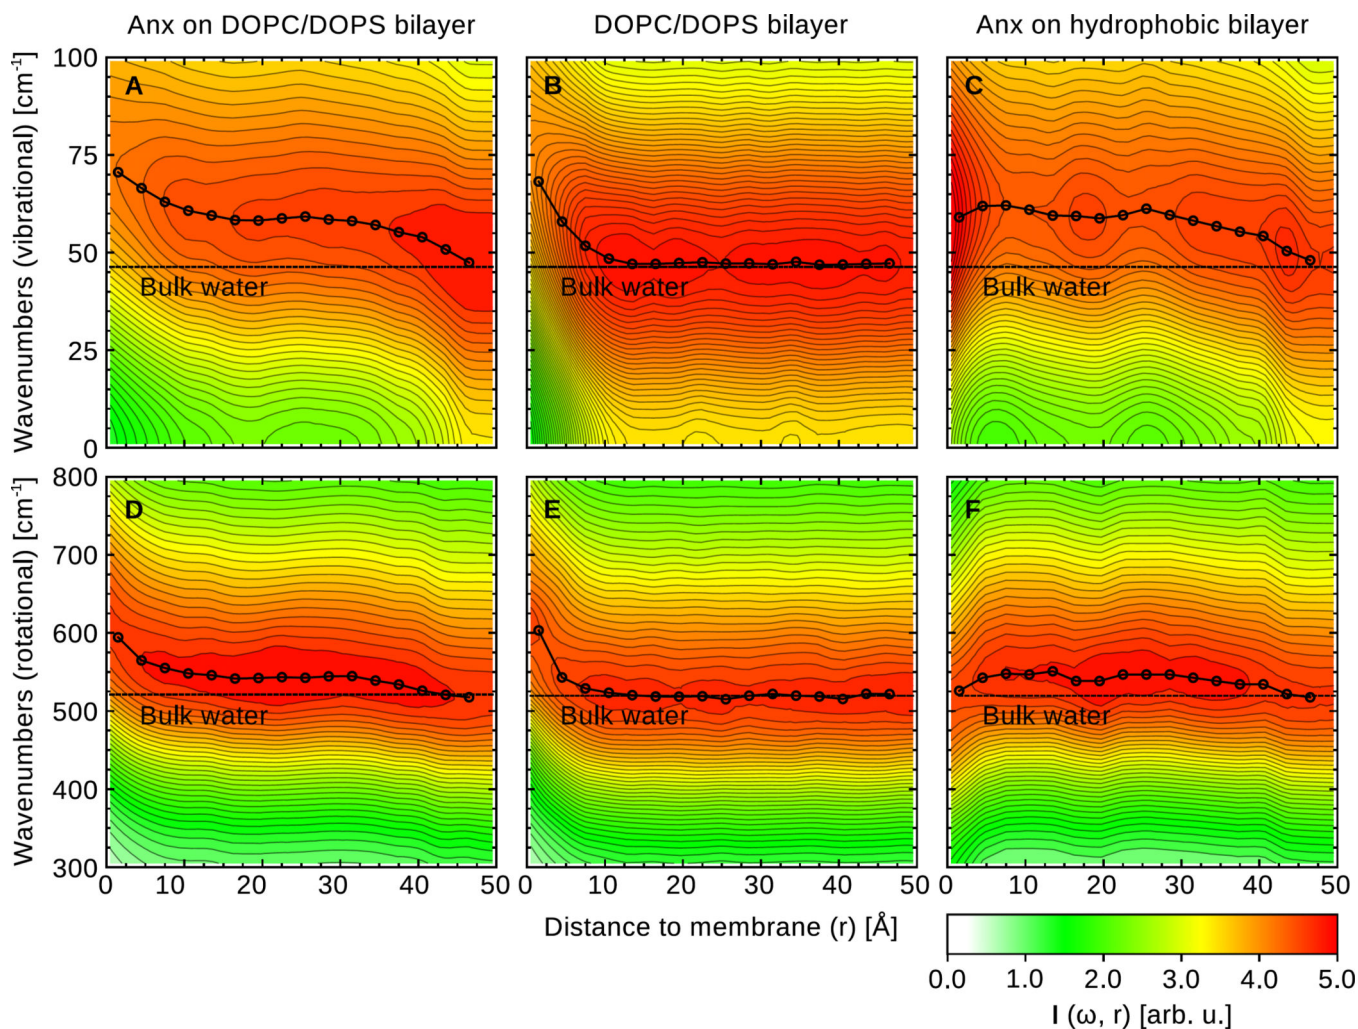 Anx on DOPC/DOPS bilayer
DOPC/DOPS bilayer
Anx on hydrophobic bilayer
Wavenumbers (vibrational) [cm⁻¹]
100
75
50
25
0
A
Bulk water
B
Bulk water
C
Bulk water
Wavenumbers (rotational) [cm⁻¹]
800
700
600
500
400
300
D
Bulk water
E
Bulk water
F
Bulk water
0 10 20 30 40 50
0 10 20 30 40 50
0 10 20 30 40 50
Distance to membrane (r) [Å]
0.0 1.0 2.0 3.0 4.0 5.0
I (ω, r) [arb. u.]